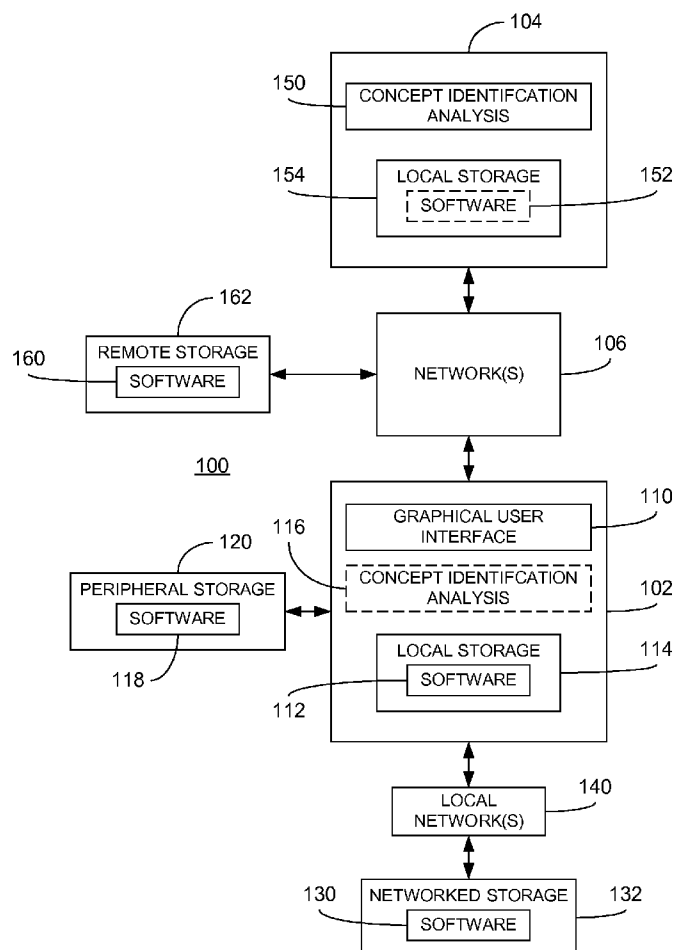 104
150
CONCEPT IDENTIFCATION
ANALYSIS
154
LOCAL STORAGE
152
SOFTWARE
162
REMOTE STORAGE
160
SOFTWARE
NETWORK(S)
106
100
110
GRAPHICAL USER
INTERFACE
116
120
CONCEPT IDENTIFCATION
ANALYSIS
102
PERIPHERAL STORAGE
SOFTWARE
118
LOCAL STORAGE
114
112
SOFTWARE
LOCAL
NETWORK(S)
140
NETWORKED STORAGE
130
SOFTWARE
132